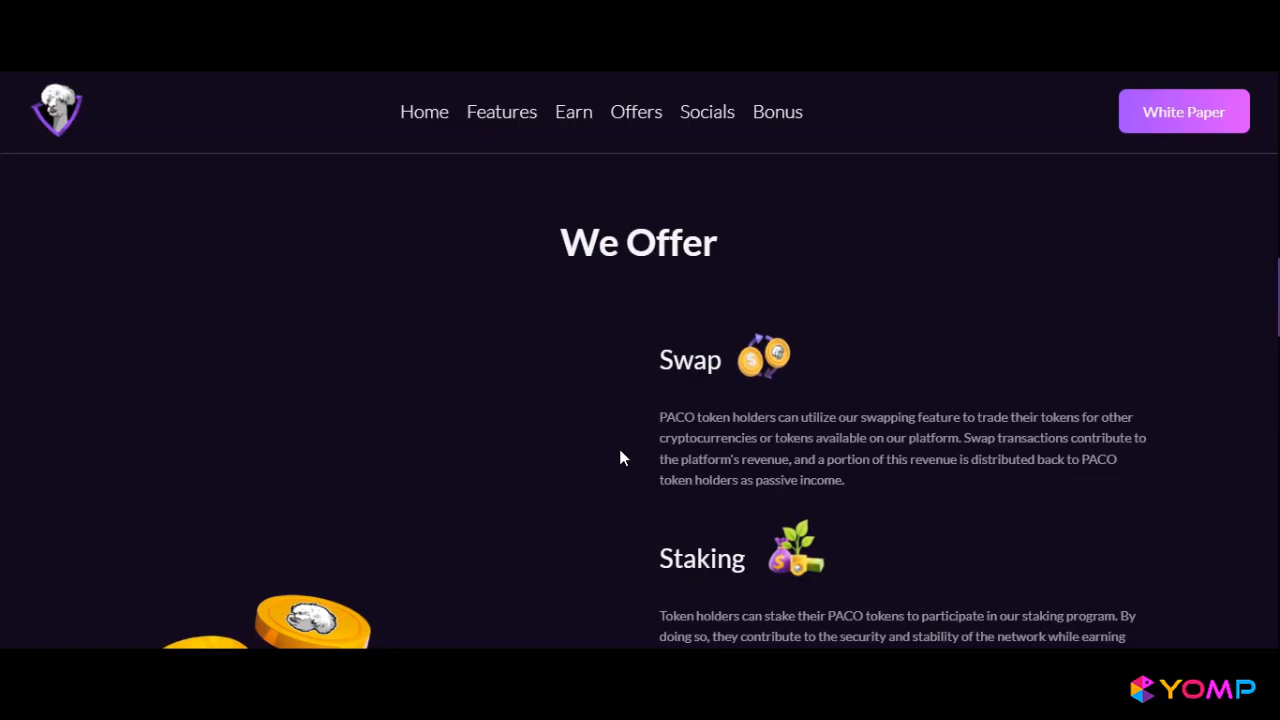 Home Features Earn Offers Socials Bonus White Paper
We Offer
Swap
PACO token holders can utilize our swapping feature to trade their tokens for other
cryptocurrencies or tokens available on our platform. Swap transactions contribute to
the platform's revenue, and a portion of this revenue is distributed back to PACO
token holders as passive income.
Staking
Token holders can stake their PACO tokens to participate in our staking program. By
doing so, they contribute to the security and stability of the network while earning
YOMP